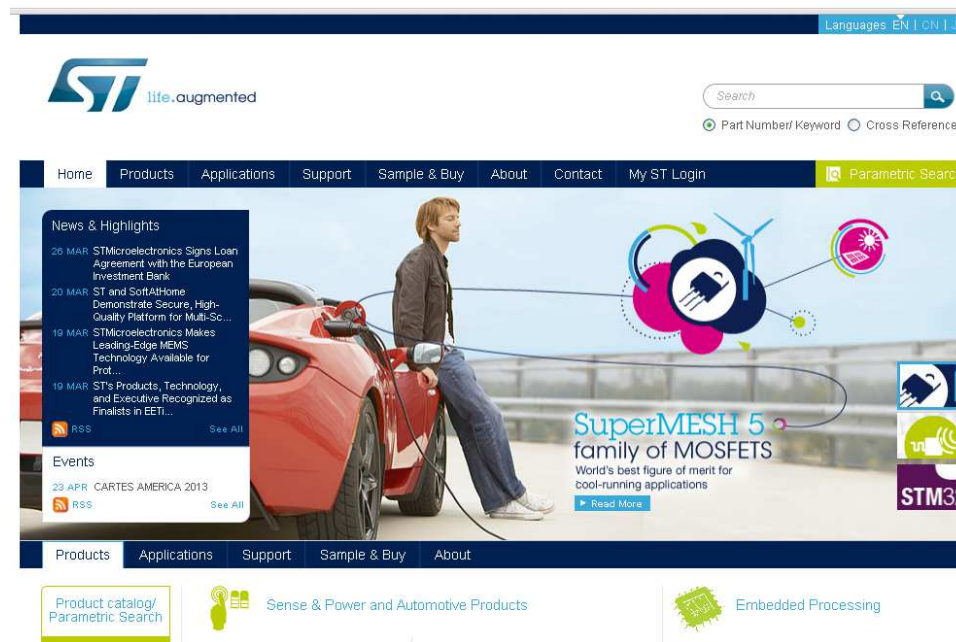 Languages EN | CN |
ST life.augmented
Search
Part Number/ Keyword Cross Reference
Home Products Applications Support Sample & Buy About Contact My ST Login Parametric Searc
News & Highlights
26 MAR STMicroelectronics Signs Loan
Agreement with the European
Investment Bank
20 MAR ST and SoftAtHome
Demonstrate Secure, High-
Quality Platform for Multi-Sc...
19 MAR STMicroelectronics Makes
Leading-Edge MEMS
Technology Available for
Prot...
19 MAR ST's Products, Technology,
and Executive Recognized as
Finalists in EETi...
RSS See All
Events
23 APR CARTES AMERICA 2013
RSS See All
SuperMESH 5
family of MOSFETS
World's best figure of merit for
cool-running applications
Read More
STM3
Products Applications Support Sample & Buy About
Product catalog/
Parametric Search
Sense & Power and Automotive Products
Embedded Processing